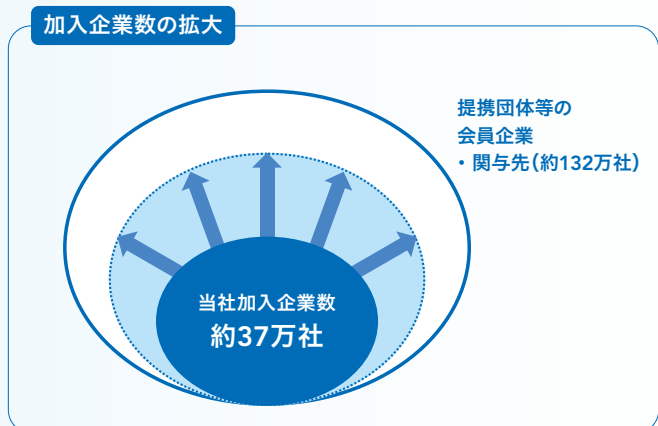 加入企業数の拡大
提携団体等の
会員企業
・関与先(約132万社)
当社加入企業数
約37万社